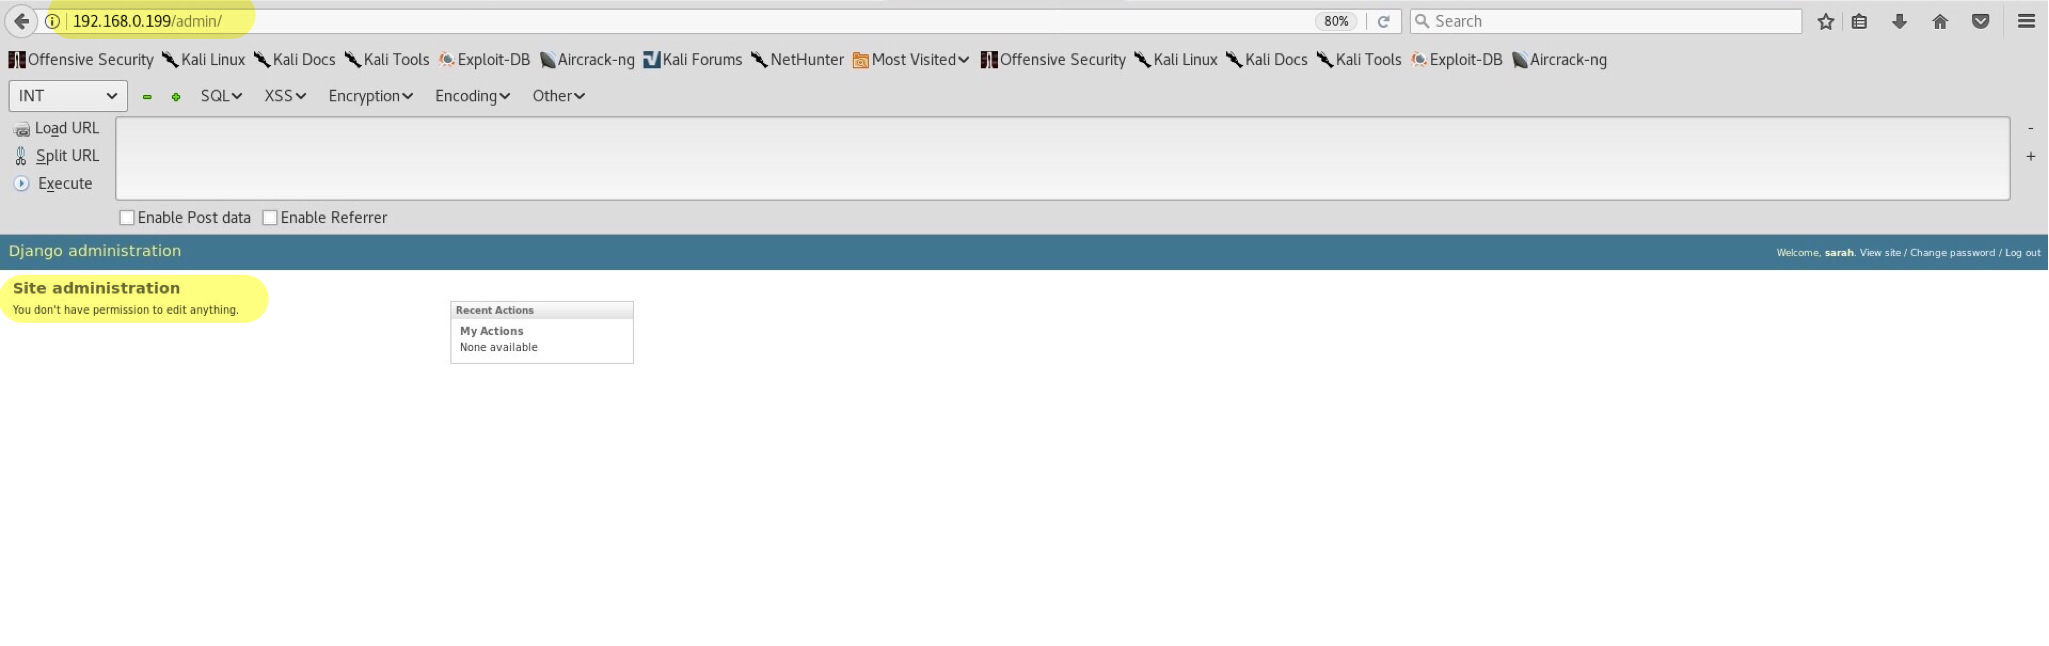 192.168.0.199/admin/ 80% Search
Offensive Security Kali Linux Kali Docs Kali Tools Exploit-DB Aircrack-ng Kali Forums NetHunter Most Visited Offensive Security Kali Linux Kali Docs Kali Tools Exploit-DB Aircrack-ng
INT SQL XSS Encryption Encoding Other
Load URL -
Split URL +
Execute
Enable Post data Enable Referrer
Django administration Welcome, sarah. View site / Change password / Log out
Site administration
You don't have permission to edit anything.
Recent Actions
My Actions
None available